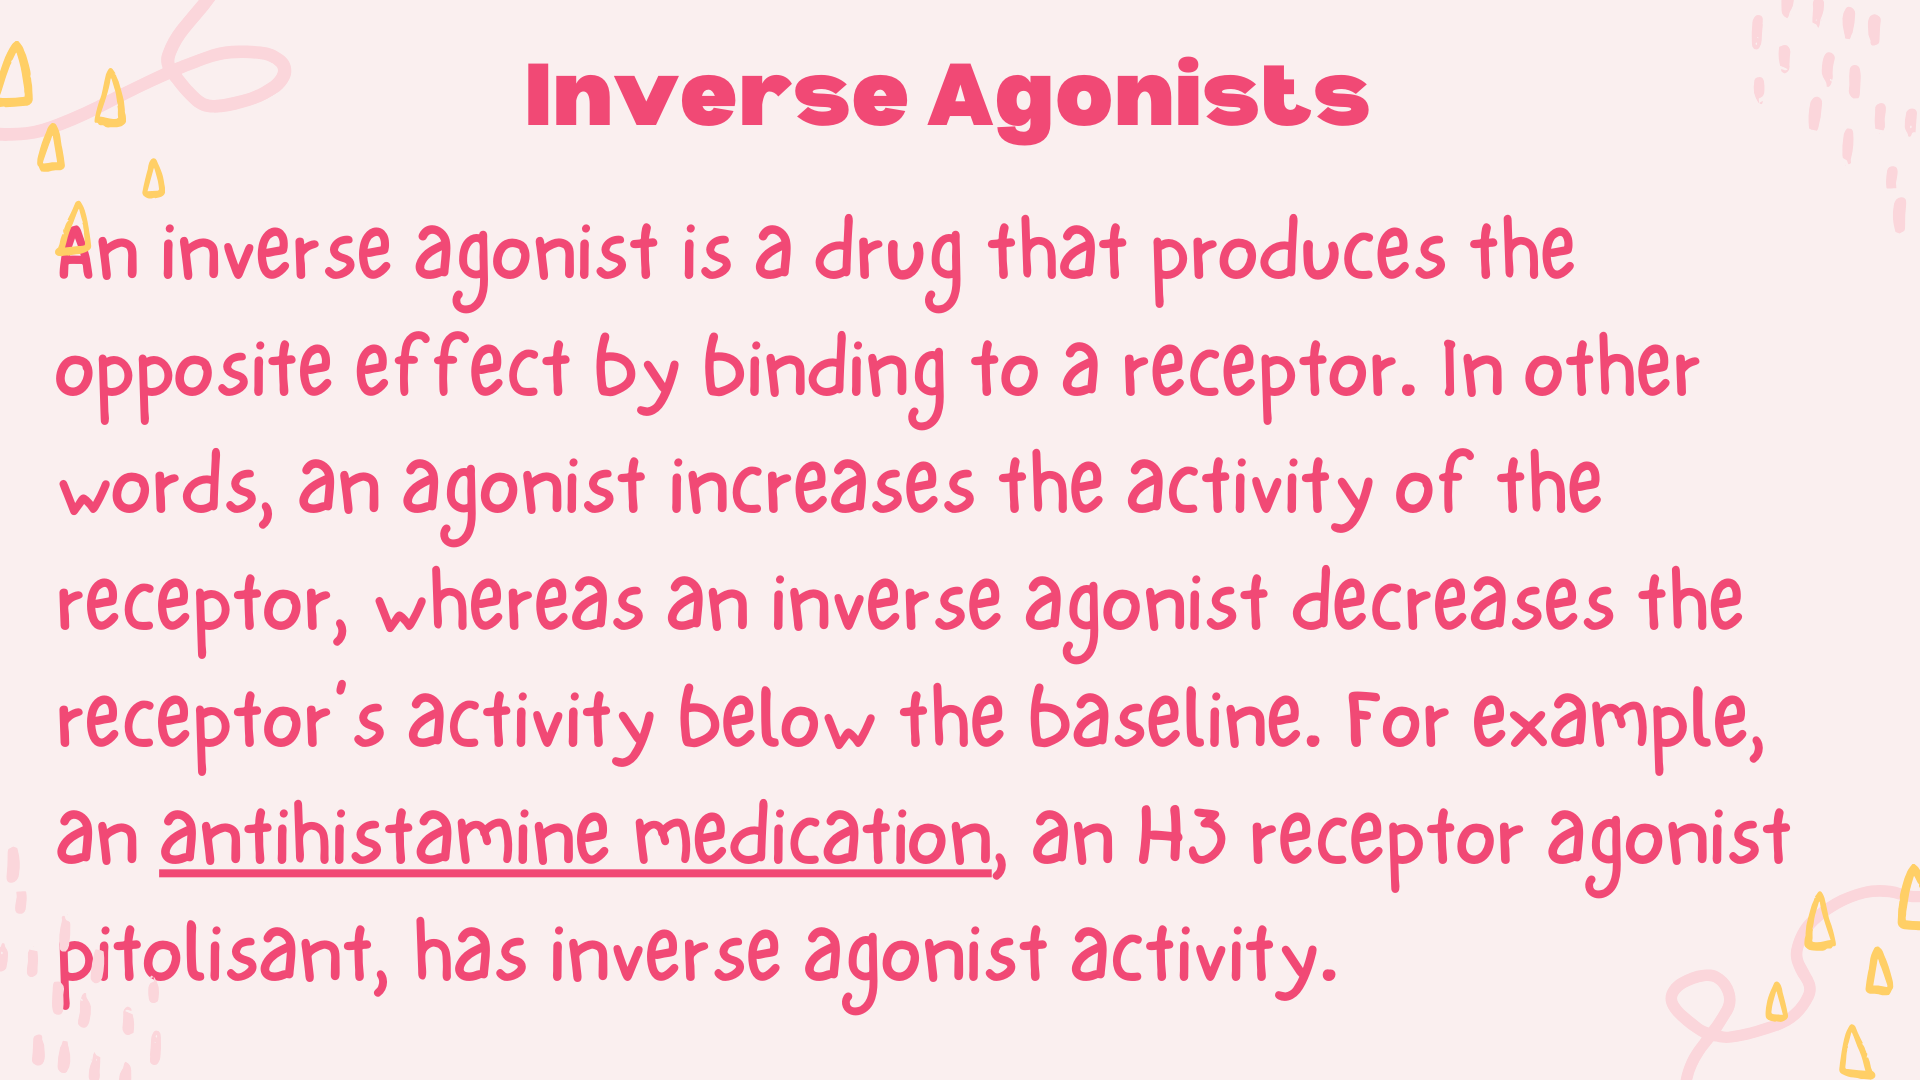 Inverse Agonists
An inverse agonist is a drug that produces the
opposite effect by binding to a receptor. In other
words, an agonist increases the activity of the
receptor, whereas an inverse agonist decreases the
receptor's activity below the baseline. For example,
an antihistamine medication, an H3 receptor agonist
pitolisant, has inverse agonist activity.